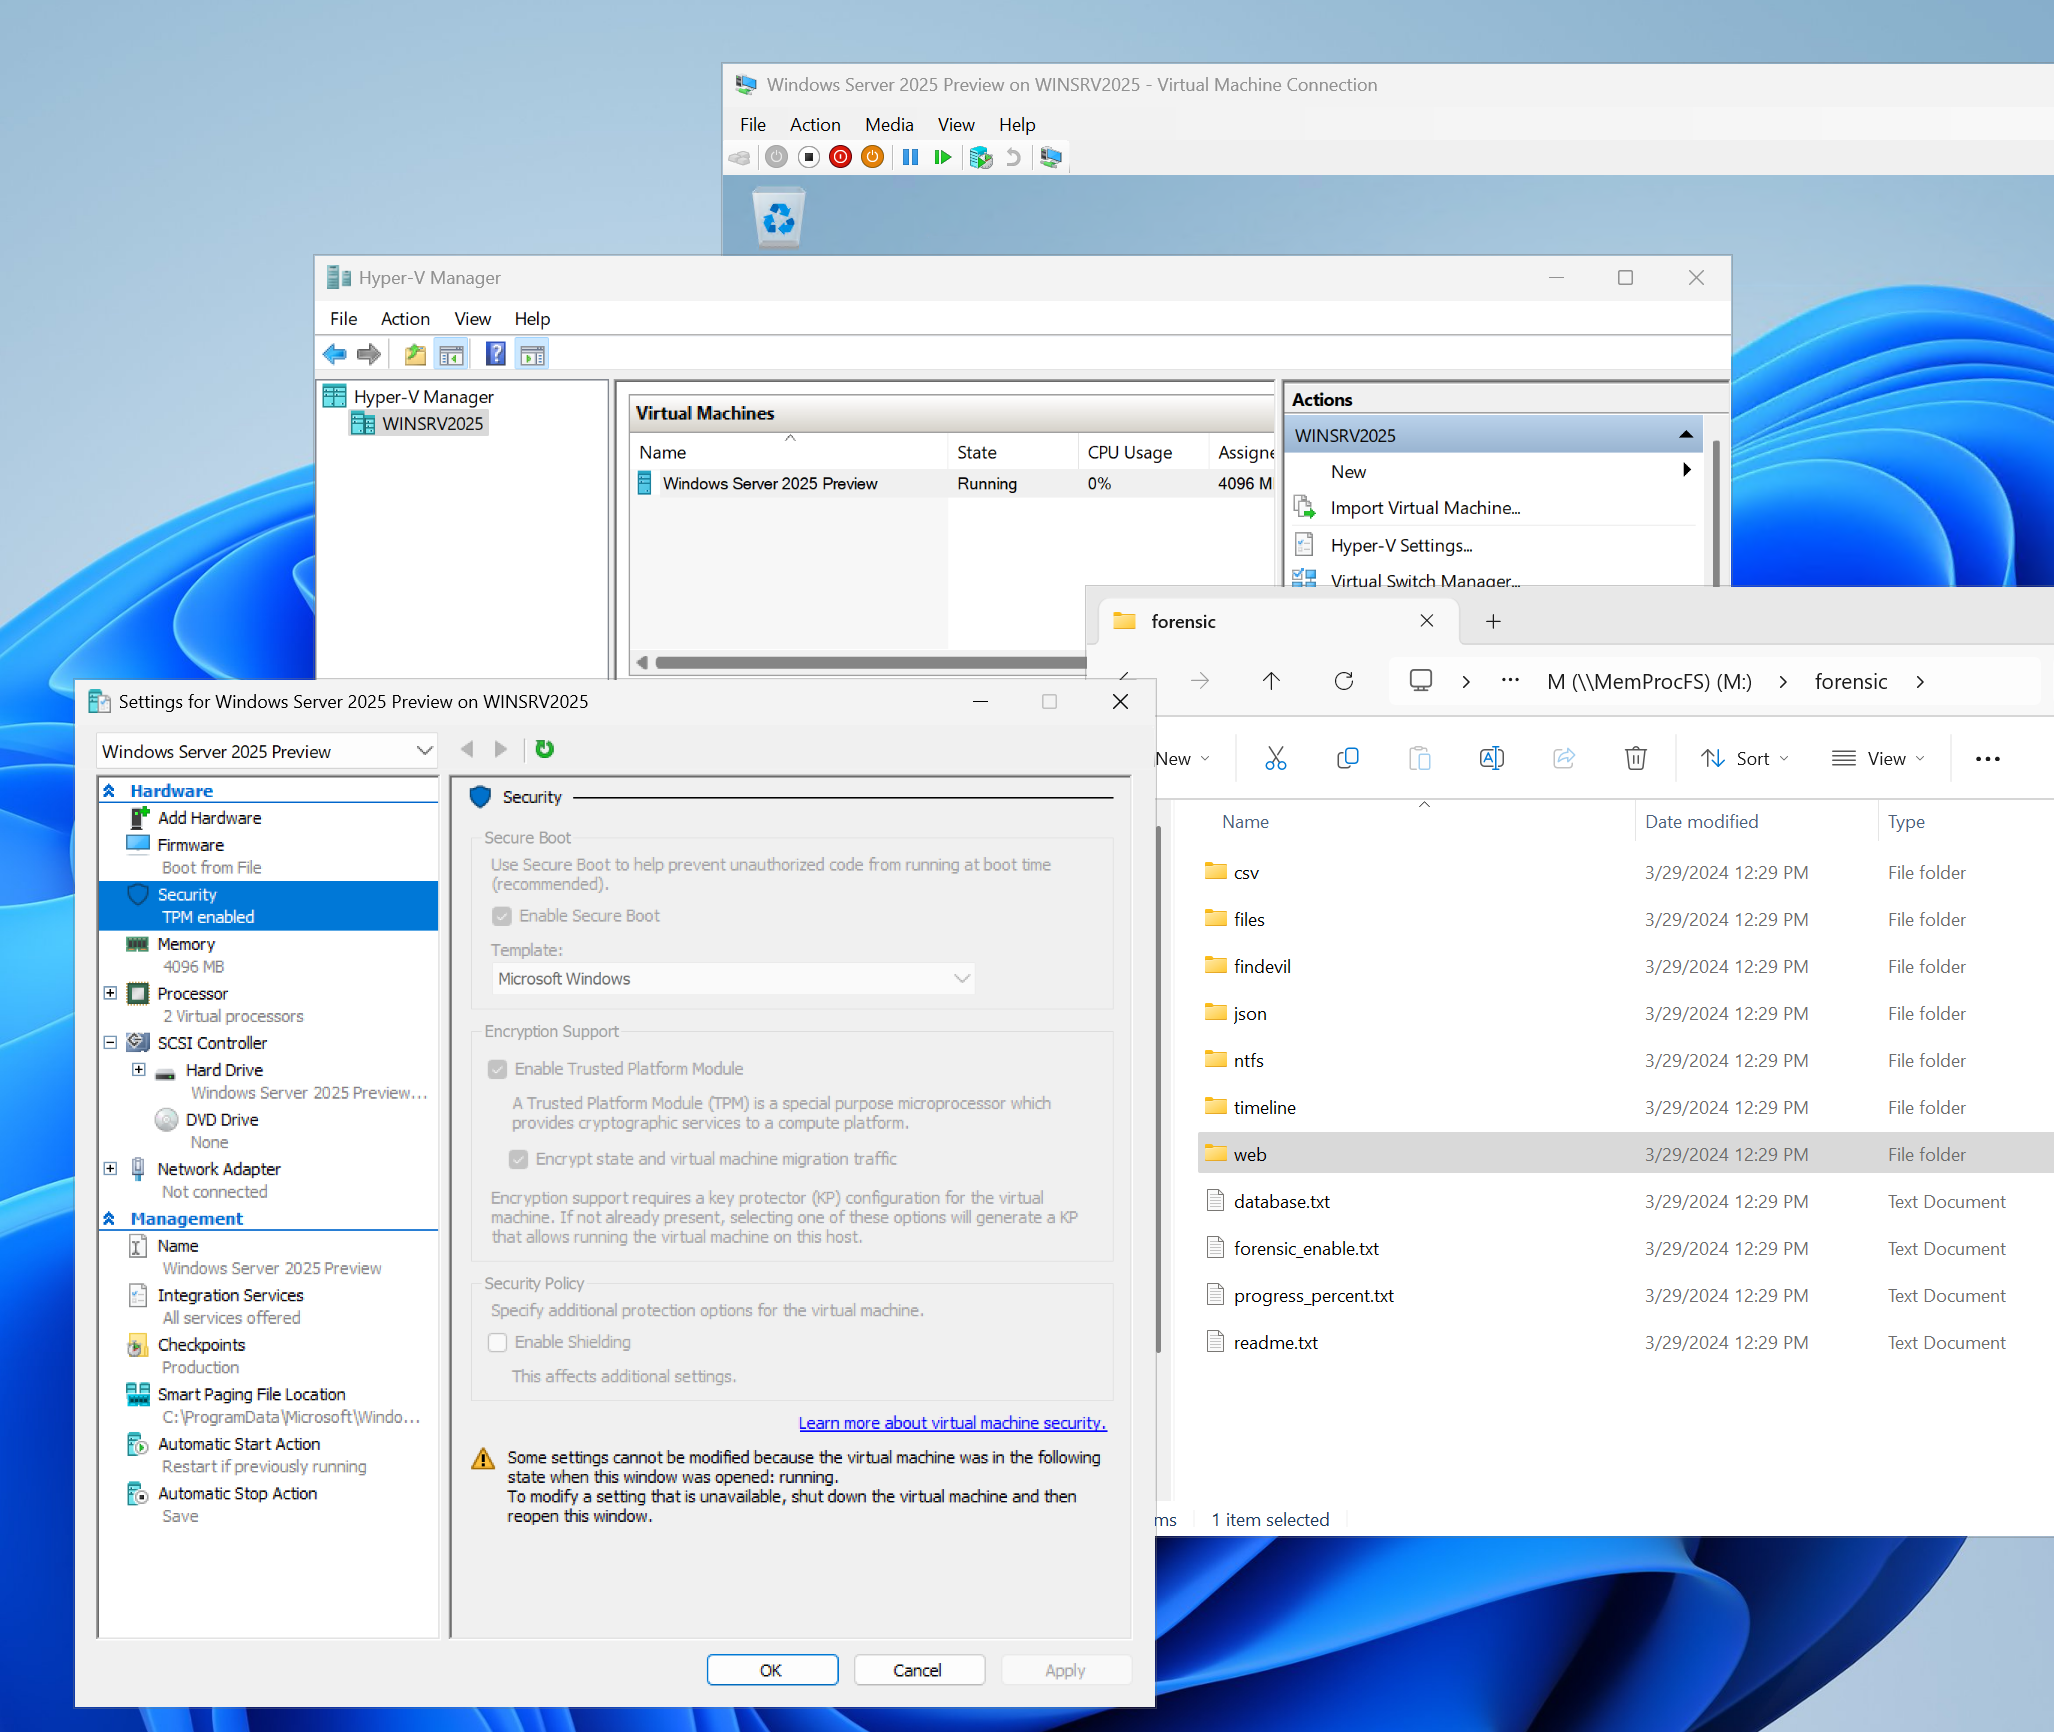 Windows Server 2025 Preview on WINSRV2025 - Virtual Machine Connection
File Action Media View Help
Hyper-V Manager
File Action View Help
Hyper-V Manager
WINSRV2025
Virtual Machines
Name State CPU Usage Assigne
Windows Server 2025 Preview Running 0% 4096 M
Actions
WINSRV2025
New
Import Virtual Machine...
Hyper-V Settings...
Virtual Switch Manager...
forensic
M (\\MemProcFS) (M:) > forensic >
New Sort View
Name Date modified Type
csv 3/29/2024 12:29 PM File folder
files 3/29/2024 12:29 PM File folder
findevil 3/29/2024 12:29 PM File folder
json 3/29/2024 12:29 PM File folder
ntfs 3/29/2024 12:29 PM File folder
timeline 3/29/2024 12:29 PM File folder
web 3/29/2024 12:29 PM File folder
database.txt 3/29/2024 12:29 PM Text Document
forensic_enable.txt 3/29/2024 12:29 PM Text Document
progress_percent.txt 3/29/2024 12:29 PM Text Document
readme.txt 3/29/2024 12:29 PM Text Document
ms 1 item selected
Settings for Windows Server 2025 Preview on WINSRV2025
Windows Server 2025 Preview
Hardware
Add Hardware
Firmware
Boot from File
Security
TPM enabled
Memory
4096 MB
Processor
2 Virtual processors
SCSI Controller
Hard Drive
Windows Server 2025 Preview...
DVD Drive
None
Network Adapter
Not connected
Management
Name
Windows Server 2025 Preview
Integration Services
All services offered
Checkpoints
Production
Smart Paging File Location
C:\ProgramData\Microsoft\Windo...
Automatic Start Action
Restart if previously running
Automatic Stop Action
Save
Security
Secure Boot
Use Secure Boot to help prevent unauthorized code from running at boot time
(recommended).
Enable Secure Boot
Template:
Microsoft Windows
Encryption Support
Enable Trusted Platform Module
A Trusted Platform Module (TPM) is a special purpose microprocessor which
provides cryptographic services to a compute platform.
Encrypt state and virtual machine migration traffic
Encryption support requires a key protector (KP) configuration for the virtual
machine. If not already present, selecting one of these options will generate a KP
that allows running the virtual machine on this host.
Security Policy
Specify additional protection options for the virtual machine.
Enable Shielding
This affects additional settings.
Learn more about virtual machine security.
Some settings cannot be modified because the virtual machine was in the following
state when this window was opened: running.
To modify a setting that is unavailable, shut down the virtual machine and then
reopen this window.
OK Cancel Apply